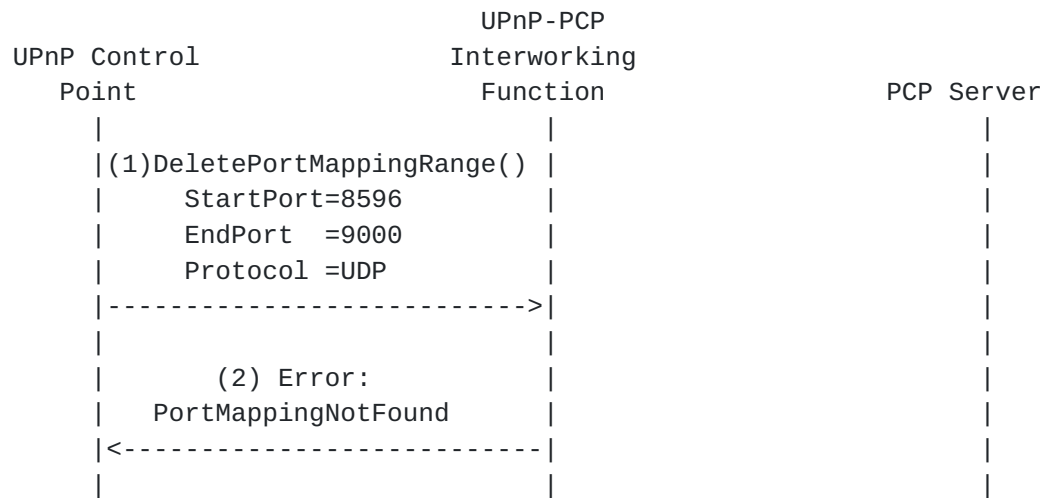 UPnP-PCP
UPnP Control                Interworking
   Point                      Function                  PCP Server
     |                            |                            |
     |(1)DeletePortMappingRange() |                            |
     |     StartPort=8596         |                            |
     |     EndPort  =9000         |                            |
     |     Protocol =UDP          |                            |
     |--------------------------->|                            |
     |                            |                            |
     |       (2) Error:           |                            |
     |   PortMappingNotFound      |                            |
     |<---------------------------|                            |
     |                            |                            |